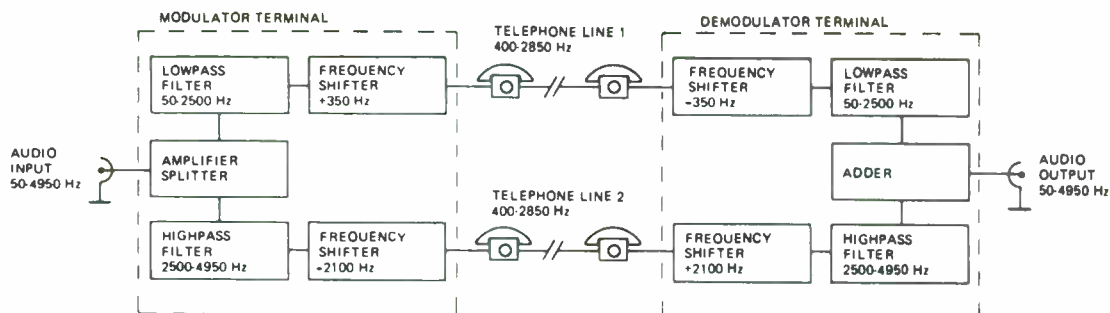 MODULATOR TERMINAL
DEMODULATOR TERMINAL
TELEPHONE LINE 1
400-2850 Hz
LOWPASS
FILTER
50-2500 Hz
FREQUENCY
SHIFTER
+350 Hz
FREQUENCY
SHIFTER
-350 Hz
LOWPASS
FILTER
50-2500 Hz
AUDIO
INPUT
50-4950 Hz
AMPLIFIER
SPLITTER
ADDER
AUDIO
OUTPUT
50-4950 Hz
TELEPHONE LINE 2
400-2850 Hz
HIGHPASS
FILTER
2500-4950 Hz
FREQUENCY
SHIFTER
-2100 Hz
FREQUENCY
SHIFTER
+2100 Hz
HIGHPASS
FILTER
2500-4950 Hz